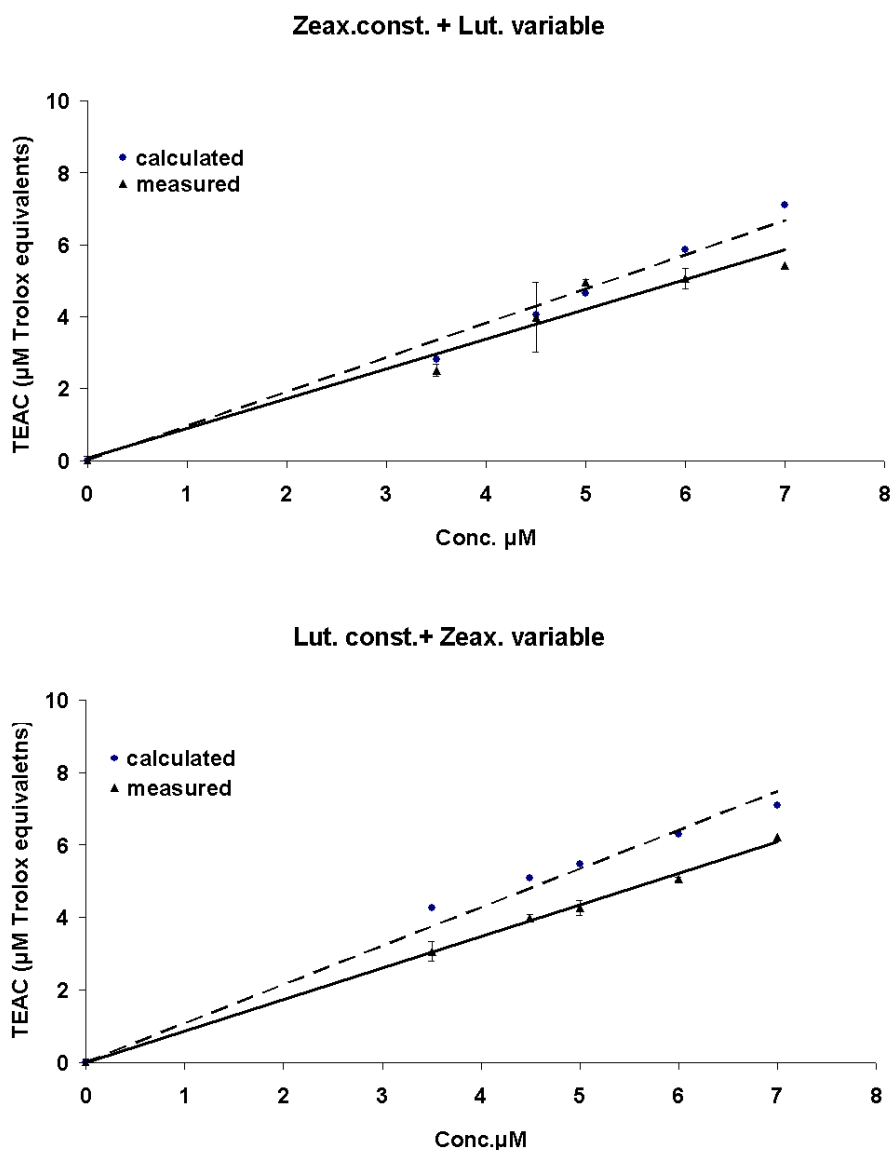 Zeax.const. + Lut. variable
TEAC (µM Trolox equivalents)
10
8
6
4
2
0
calculated
measured
0 1 2 3 4 5 6 7 8
Conc. µM
Lut. const.+ Zeax. variable
TEAC (µM Trolox equivaletns)
10
8
6
4
2
0
calculated
measured
0 1 2 3 4 5 6 7 8
Conc.µM